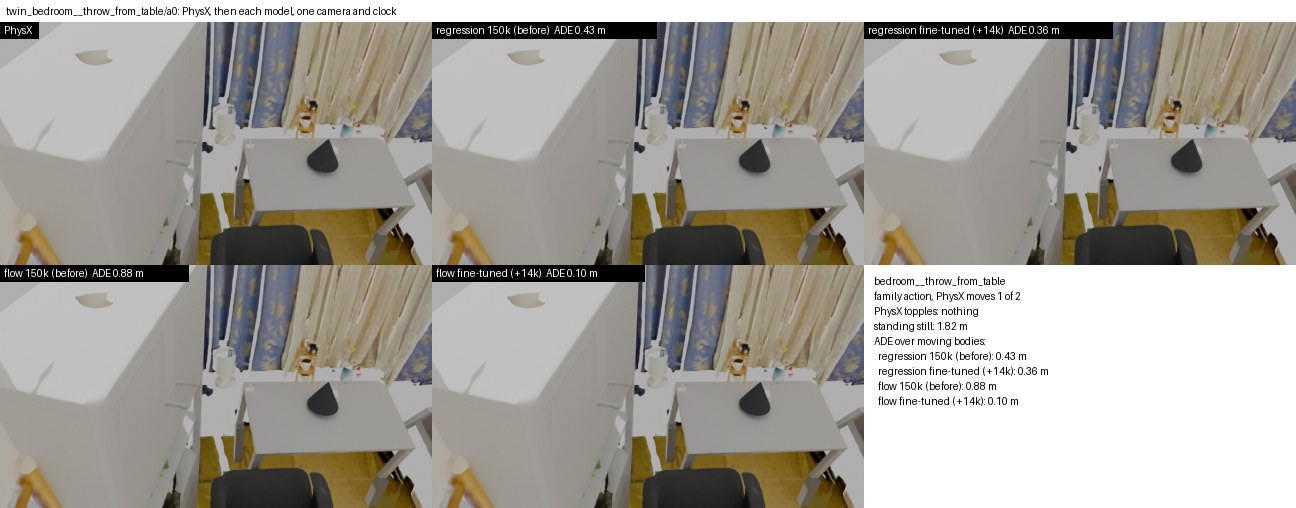 twin_bedroom__throw_from_table/a0: PhysX, then each model, one camera and clock
PhysX
regression 150k (before) ADE 0.43 m
regression fine-tuned (+14k) ADE 0.36 m
flow 150k (before) ADE 0.88 m
flow fine-tuned (+14k) ADE 0.10 m
bedroom__throw_from_table
family action, PhysX moves 1 of 2
PhysX topples: nothing
standing still: 1.82 m
ADE over moving bodies:
regression 150k (before): 0.43 m
regression fine-tuned (+14k): 0.36 m
flow 150k (before): 0.88 m
flow fine-tuned (+14k): 0.10 m